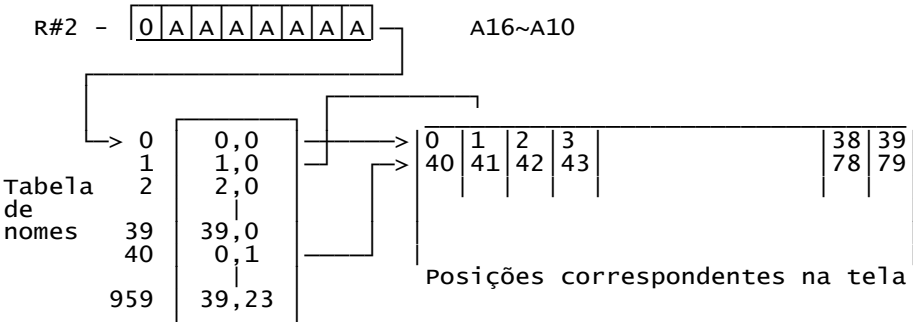 R#2 - 0 A A A A A A A A16~A10
0 0,0 0 1 2 3 38 39
1 1,0 40 41 42 43 78 79
Tabela 2 2,0
de
nomes 39 39,0
40 0,1
Posições correspondentes na tela
959 39,23